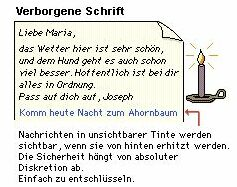 Verborgene Schrift
Liebe Maria,
das Wetter hier ist sehr schön,
und dem Hund geht es auch schon
viel besser. Hoffentlich ist bei dir
alles in Ordnung.
Pass auf dich auf, Joseph
Komm heute Nacht zum Ahornbaum
Nachrichten in unsichtbarer Tinte werden
sichtbar, wenn sie von hinten erhitzt werden.
Die Sicherheit hängt von absoluter
Diskretion ab.
Einfach zu entschlüsseln.